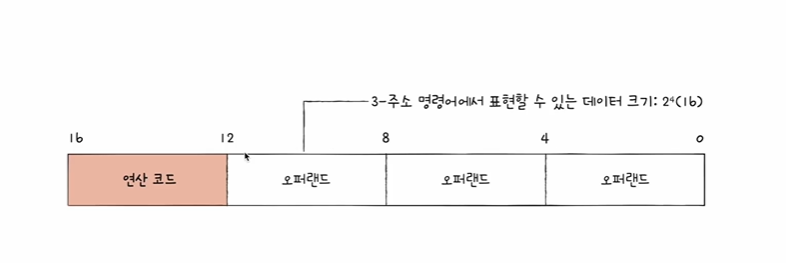 3-주소 명령어에서 표현할 수 있는 데이터 크기: 2⁴(16)
16 12 8 4 0
연산 코드 오퍼랜드 오퍼랜드 오퍼랜드